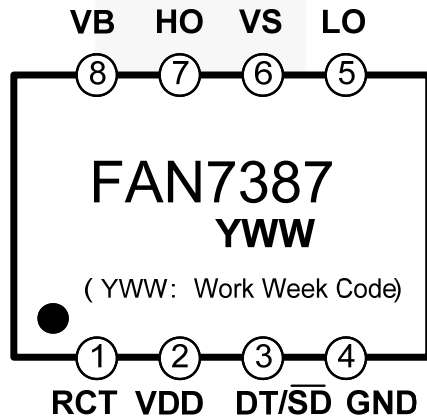 VB HO VS LO
8 7 6 5
FAN7387
YWW
( YWW: Work Week Code)
1 2 3 4
RCT VDD DT/S̅D̅ GND